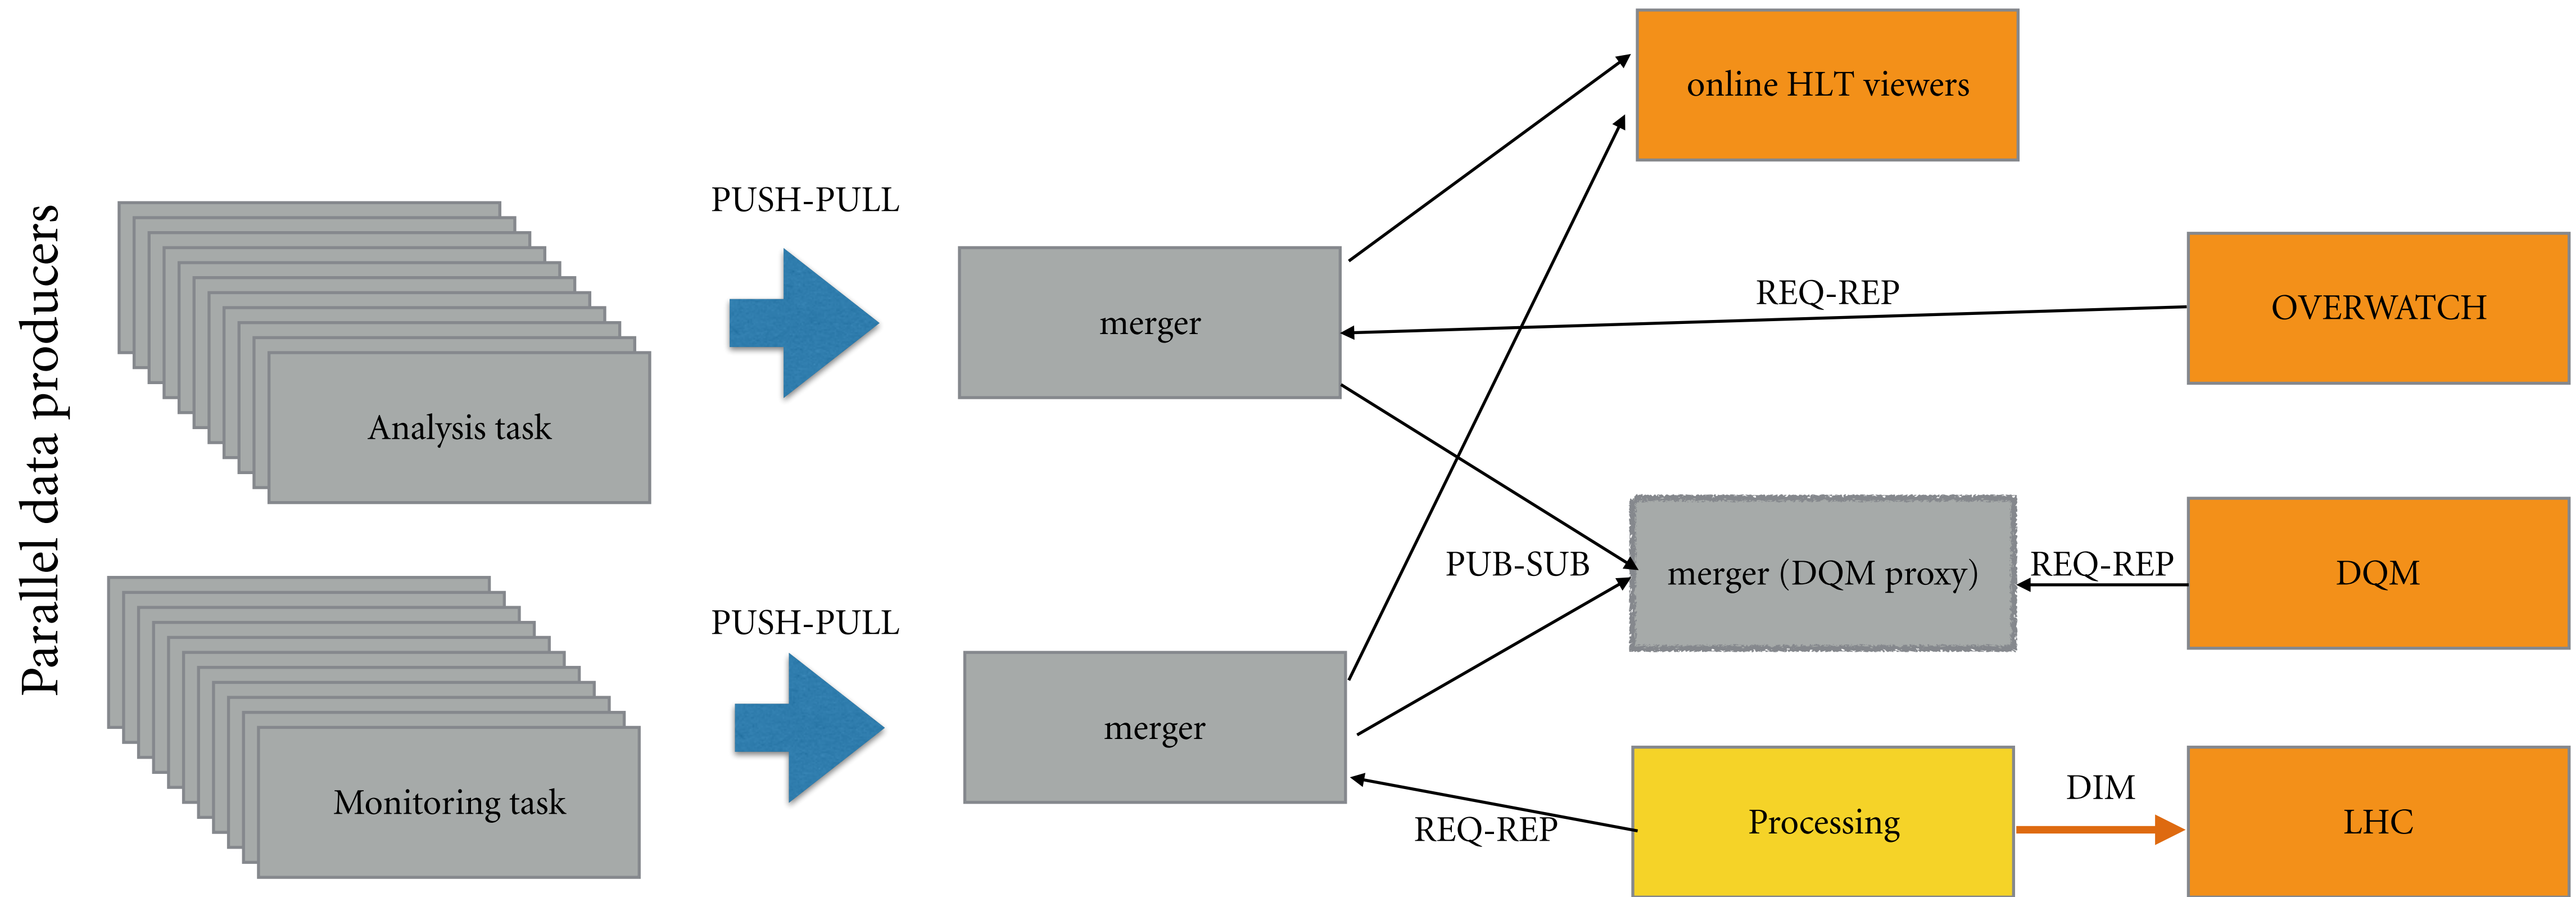 Parallel data producers
online HLT viewers
PUSH-PULL
merger
REQ-REP
OVERWATCH
Analysis task
PUB-SUB
merger (DQM proxy)
REQ-REP
DQM
PUSH-PULL
merger
Monitoring task
REQ-REP
Processing
DIM
LHC